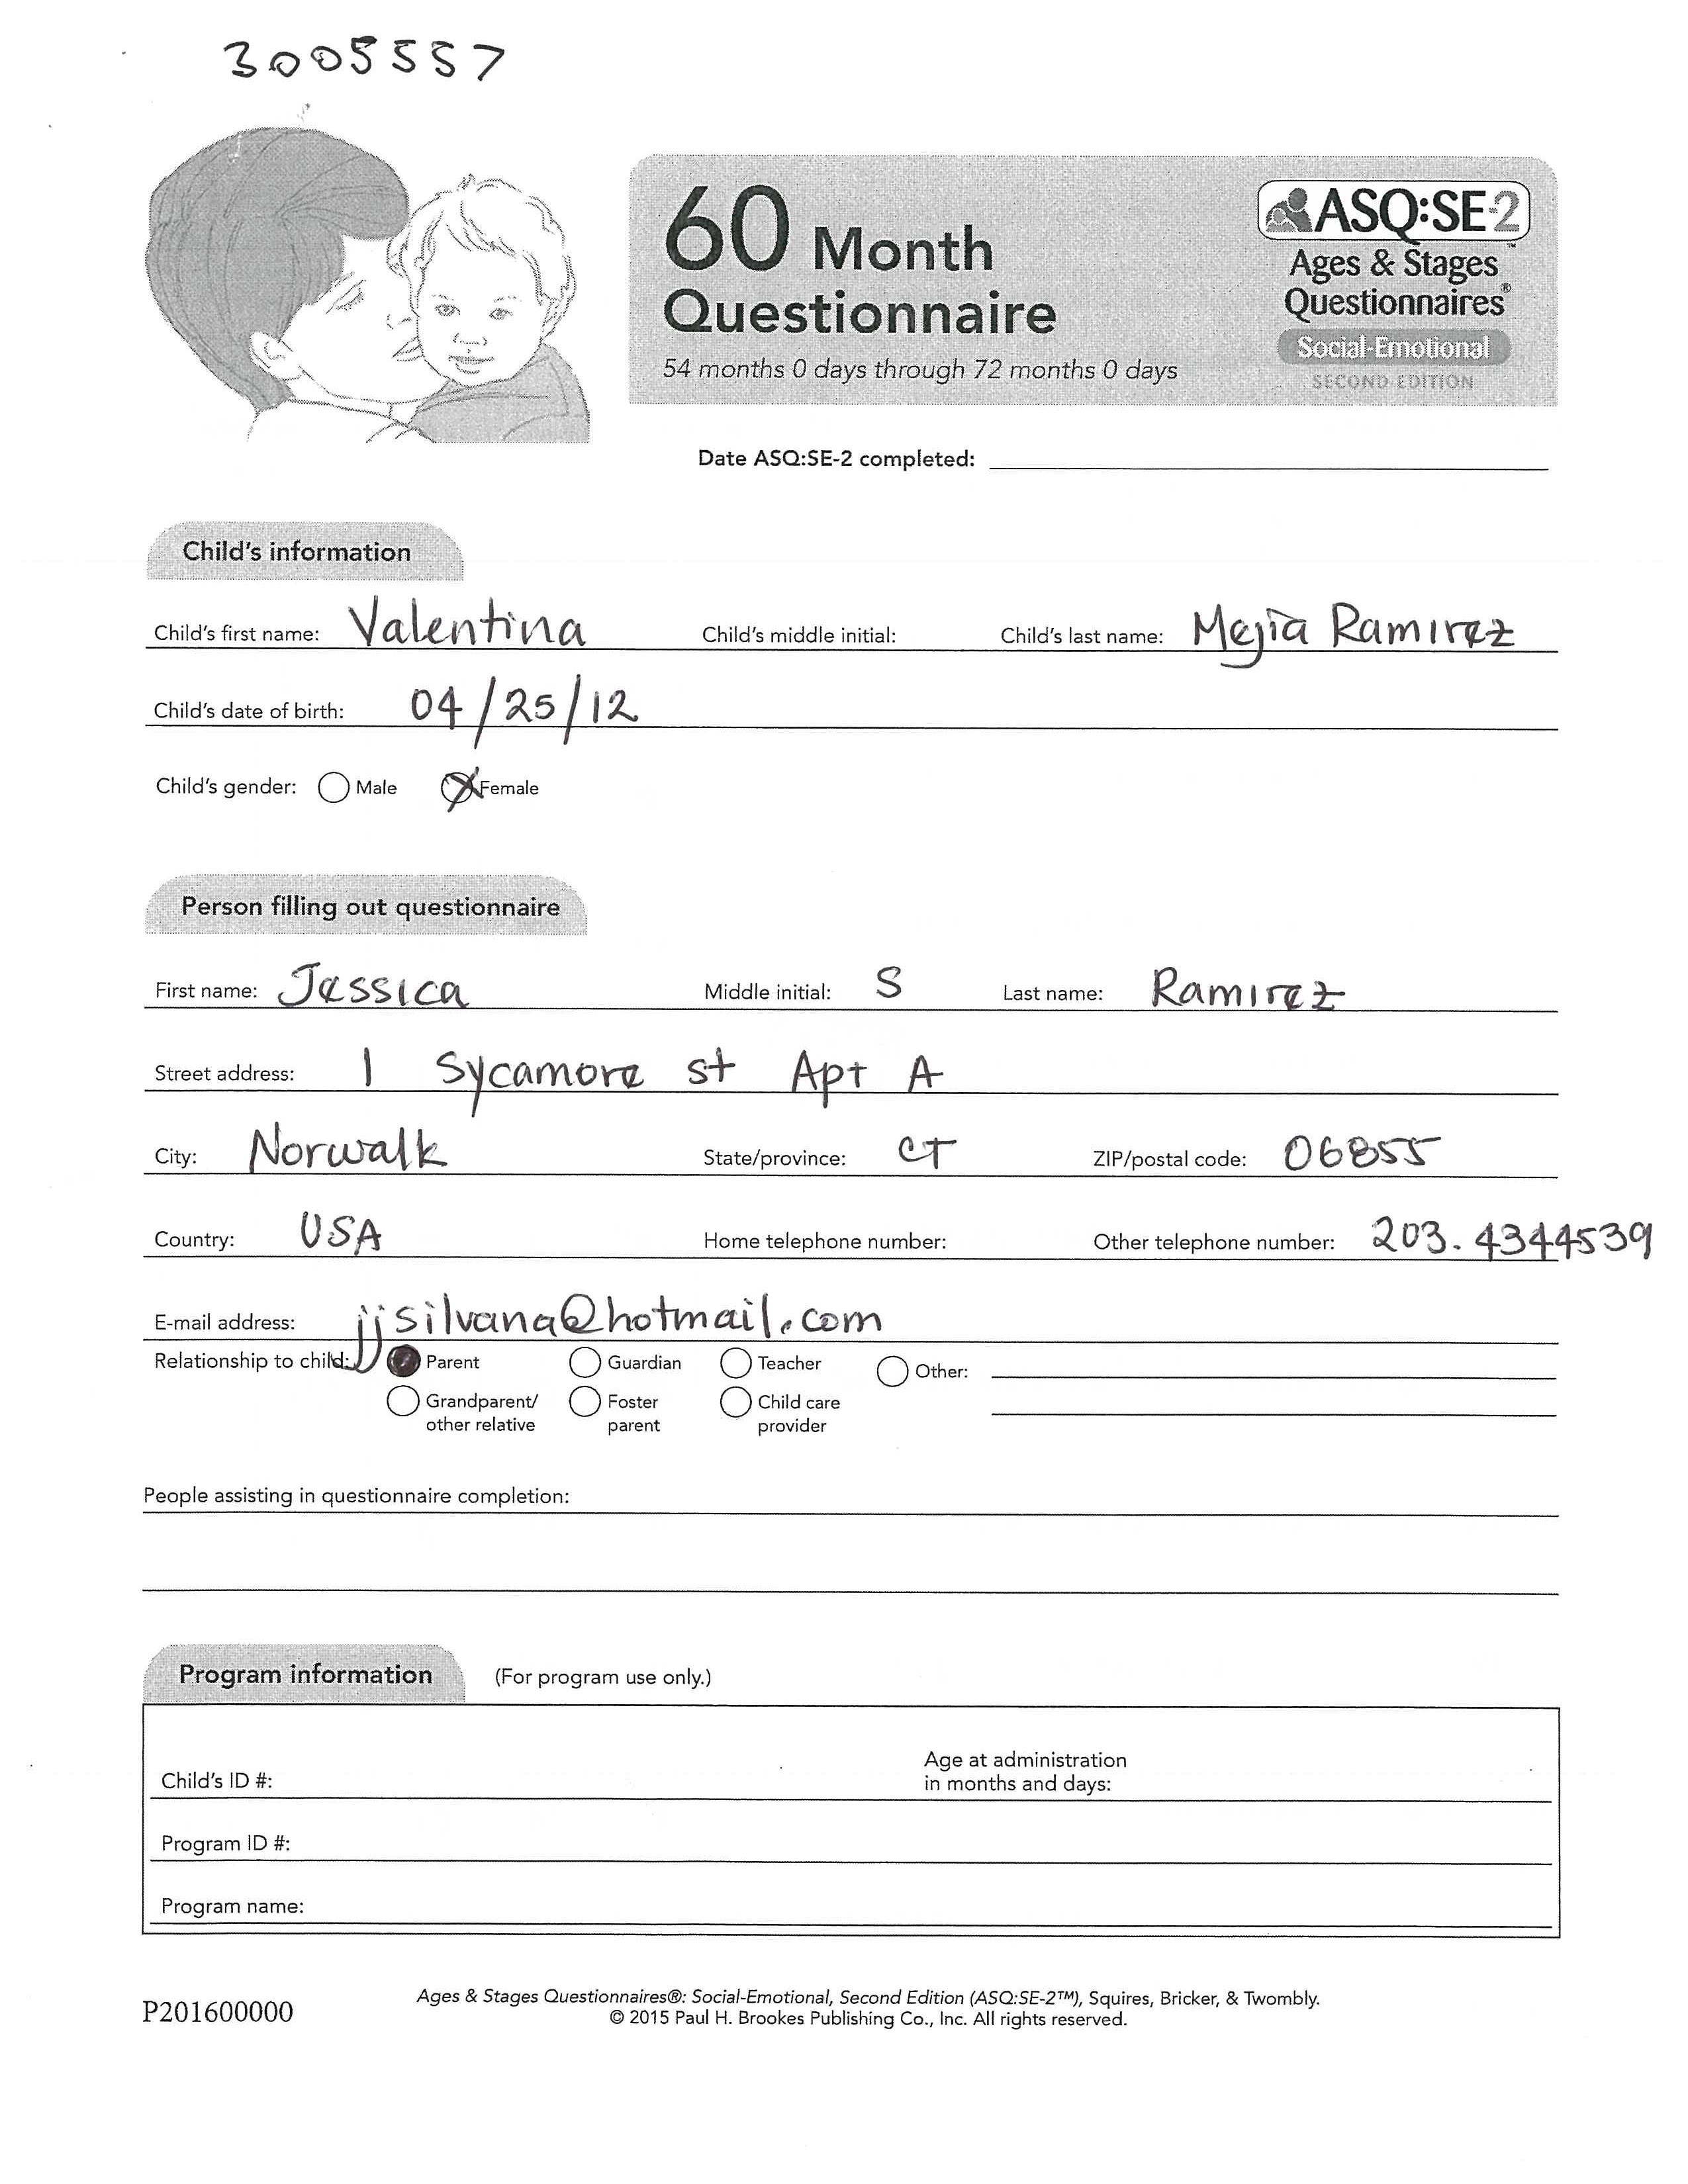 3005557
60 Month
Questionnaire
54 months 0 days through 72 months 0 days
ASQ:SE-2™
Ages & Stages
Questionnaires®
Social-Emotional
SECOND EDITION
Date ASQ:SE-2 completed:
Child's information
Child's first name: Valentina Child's middle initial: Child's last name: Mejia Ramirez
Child's date of birth: 04/25/12
Child's gender: Male Female
Person filling out questionnaire
First name: Jessica Middle initial: S Last name: Ramirez
Street address: 1 Sycamore st Apt A
City: Norwalk State/province: CT ZIP/postal code: 06855
Country: USA Home telephone number: Other telephone number: 203. 4344539
E-mail address: jjsilvana@hotmail.com
Relationship to child: Parent Guardian Teacher Other:
Grandparent/ Foster Child care
other relative parent provider
People assisting in questionnaire completion:
Program information (For program use only.)
Age at administration
Child's ID #: in months and days:
Program ID #:
Program name:
P201600000
Ages & Stages Questionnaires®: Social-Emotional, Second Edition (ASQ:SE-2™), Squires, Bricker, & Twombly.
© 2015 Paul H. Brookes Publishing Co., Inc. All rights reserved.